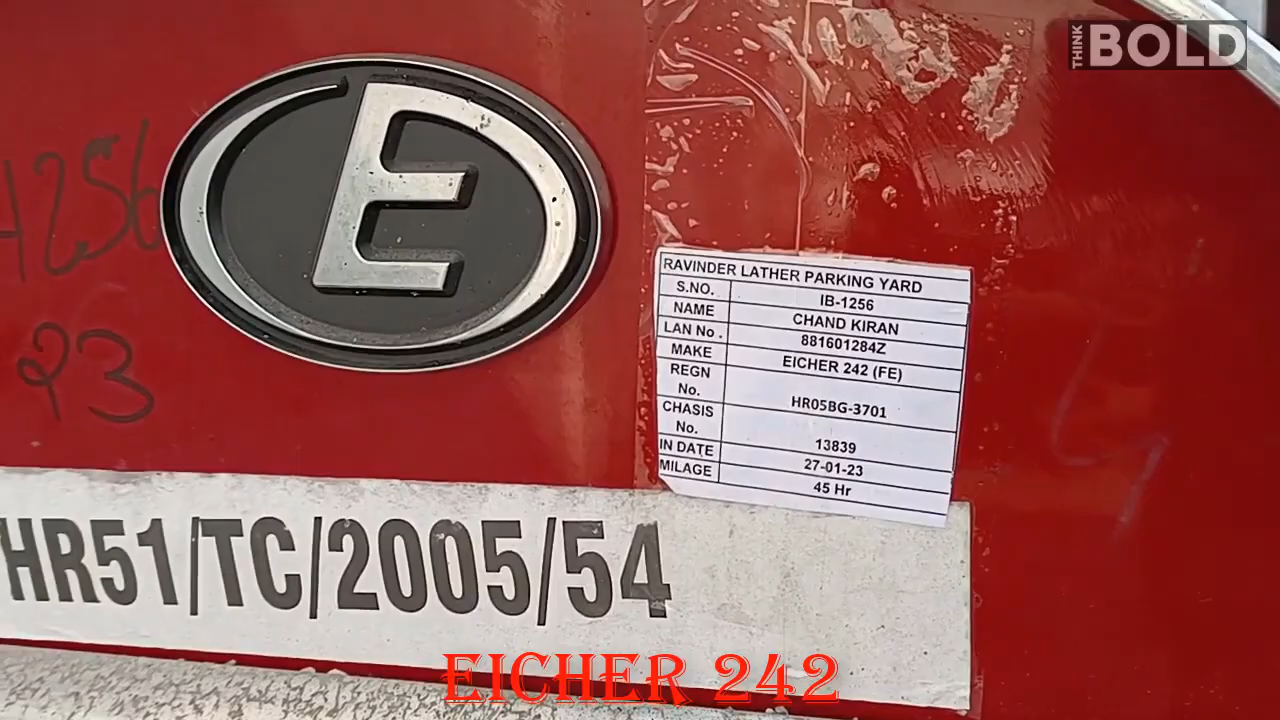 THINK BOLD
E
1256
23
RAVINDER LATHER PARKING YARD
S.NO. IB-1256
NAME CHAND KIRAN
LAN No. 881601284Z
MAKE EICHER 242 (FE)
REGN No. HR05BG-3701
CHASIS No. 13839
IN DATE 27-01-23
MILAGE 45 Hr
HR51/TC/2005/54
EICHER 242